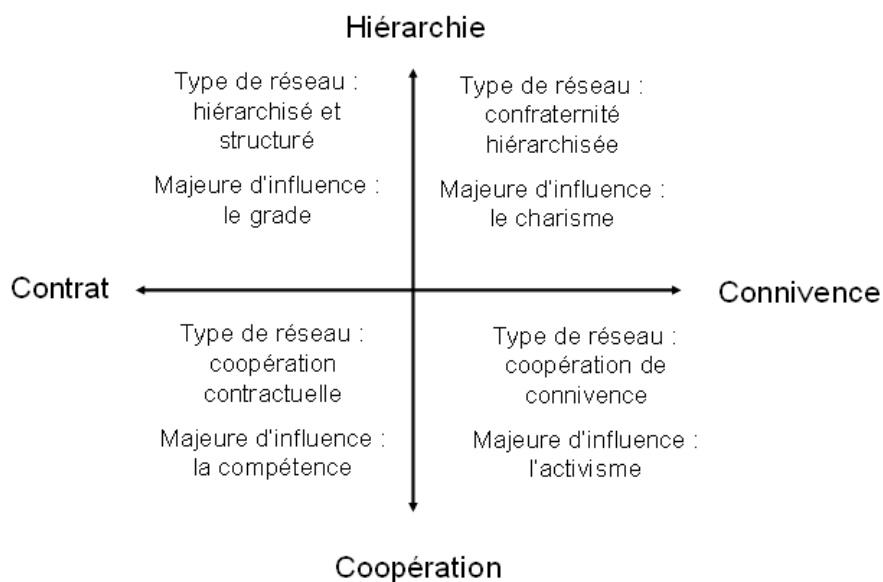 Hiérarchie
Type de réseau :
hiérarchisé et
structuré
Majeure d'influence :
le grade
Type de réseau :
confraternité
hiérarchisée
Majeure d'influence :
le charisme
Contrat
Connivence
Type de réseau :
coopération
contractuelle
Majeure d'influence :
la compétence
Type de réseau :
coopération de
connivence
Majeure d'influence :
l'activisme
Coopération